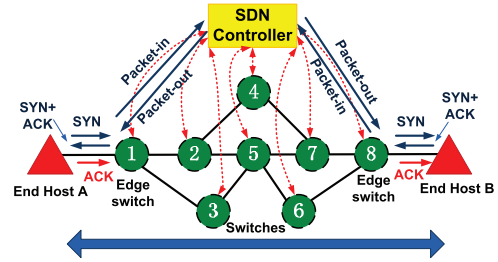 SDN
Controller
Packet-in
Packet-out
Packet-out
Packet-in
SYN+
ACK
SYN
SYN
SYN+
ACK
4
1
2
5
7
8
End Host A
ACK
Edge
switch
3
Switches
6
Edge
switch
ACK
End Host B